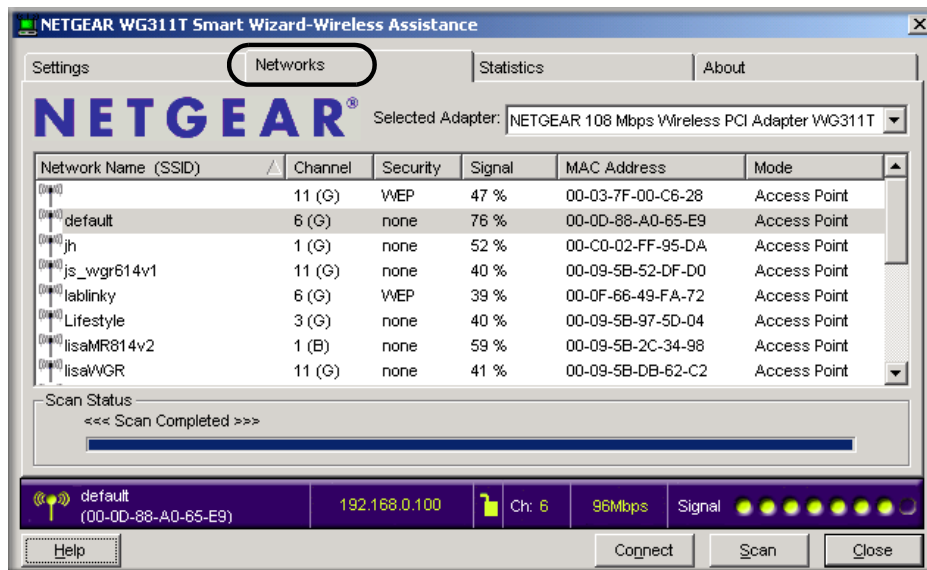 NETGEAR WG311T Smart Wizard-Wireless Assistance
Settings Networks Statistics About
NETGEAR® Selected Adapter: NETGEAR 108 Mbps Wireless PCI Adapter WG311T
Network Name (SSID) Channel Security Signal MAC Address Mode
11 (G) WEP 47 % 00-03-7F-00-C6-28 Access Point
default 6 (G) none 76 % 00-0D-88-A0-65-E9 Access Point
jh 1 (G) none 52 % 00-C0-02-FF-95-DA Access Point
js_wgr614v1 11 (G) none 40 % 00-09-5B-52-DF-D0 Access Point
lablinky 6 (G) WEP 39 % 00-0F-66-49-FA-72 Access Point
Lifestyle 3 (G) none 40 % 00-09-5B-97-5D-04 Access Point
lisaMR814v2 1 (B) none 59 % 00-09-5B-2C-34-98 Access Point
lisaWGR 11 (G) none 41 % 00-09-5B-DB-62-C2 Access Point
Scan Status
<<< Scan Completed >>>
default
(00-0D-88-A0-65-E9) 192.168.0.100 Ch: 6 96Mbps Signal
Help Connect Scan Close